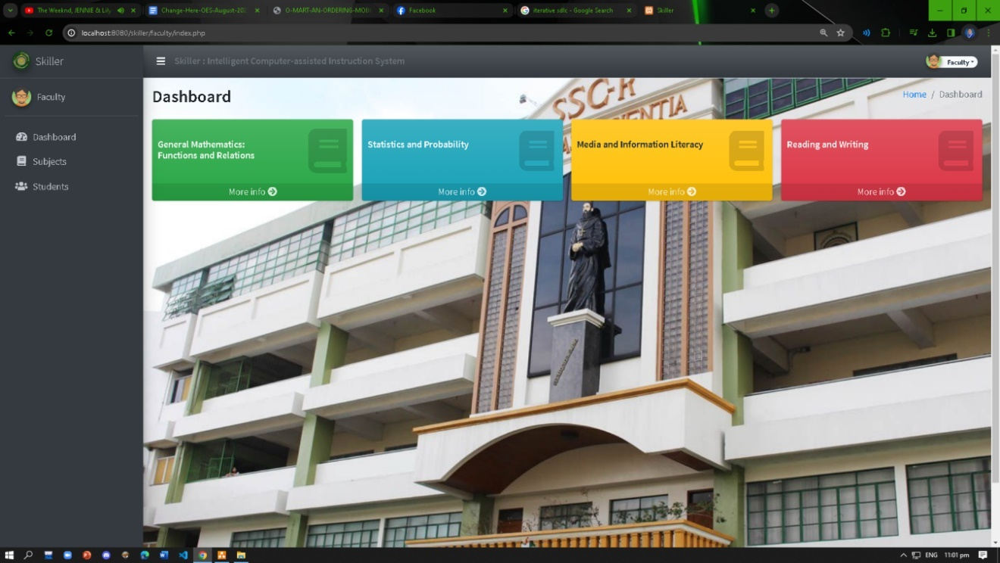 The Weeknd, JENNIE & Lily
Change-Here-OES-August-202
O-MART-AN-ORDERING-MOBI
Facebook
iterative sdlc - Google Search
Skiller
localhost:8080/skiller/faculty/index.php
Skiller
Skiller : Intelligent Computer-assisted Instruction System
Faculty
Faculty
Dashboard
Subjects
Students
Dashboard
Home / Dashboard
General Mathematics:
Functions and Relations
More info
Statistics and Probability
More info
Media and Information Literacy
More info
Reading and Writing
More info
SSC-R
ENG
11:01 pm